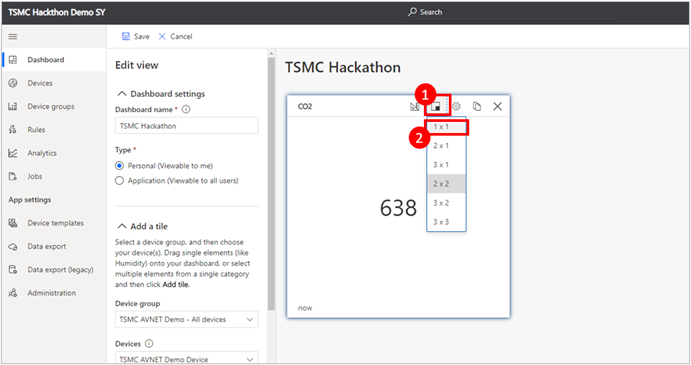 TSMC Hackthon Demo SY
Search
Save
Cancel
Dashboard
Devices
Device groups
Rules
Analytics
Jobs
App settings
Device templates
Data export
Data export (legacy)
Administration
Edit view
Dashboard settings
Dashboard name *
TSMC Hackathon
Type *
Personal (Viewable to me)
Application (Viewable to all users)
Add a tile
Select a device group, and then choose
your device(s). Drag single elements (like
Humidity) onto your dashboard, or select
multiple elements from a single category
and then click Add tile.
Device group
TSMC AVNET Demo - All devices
Devices
TSMC AVNET Demo Device
TSMC Hackathon
1
CO2
2
1 x 1
2 x 1
3 x 1
2 x 2
3 x 2
3 x 3
638
now